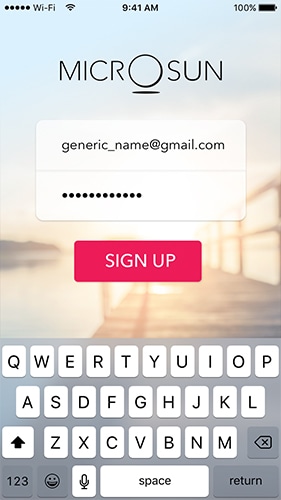 Wi-Fi 9:41 AM 100%
MICROSUN
generic_name@gmail.com
••••••••••••
SIGN UP
Q W E R T Y U I O P
A S D F G H J K L
Z X C V B N M
123 space return